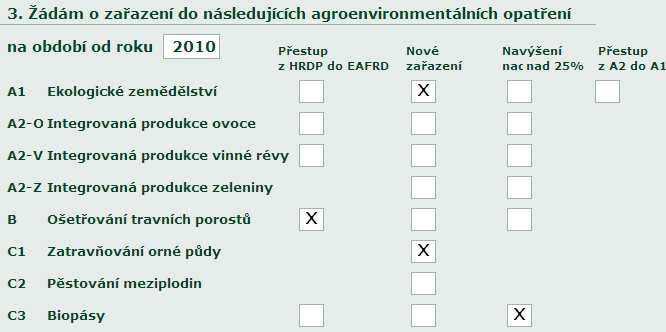 3. Žádám o zařazení do následujících agroenvironmentálních opatření
na období od roku 2010
Přestup z HRDP do EAFRD
Nové zařazení
Navýšení nad 25%
Přestup z A2 do A1
A1 Ekologické zemědělství X
A2-O Integrovaná produkce ovoce
A2-V Integrovaná produkce vinné révy
A2-Z Integrovaná produkce zeleniny
B Ošetřování travních porostů X
C1 Zatravňování orné půdy X
C2 Pěstování meziplodin
C3 Biopásy X